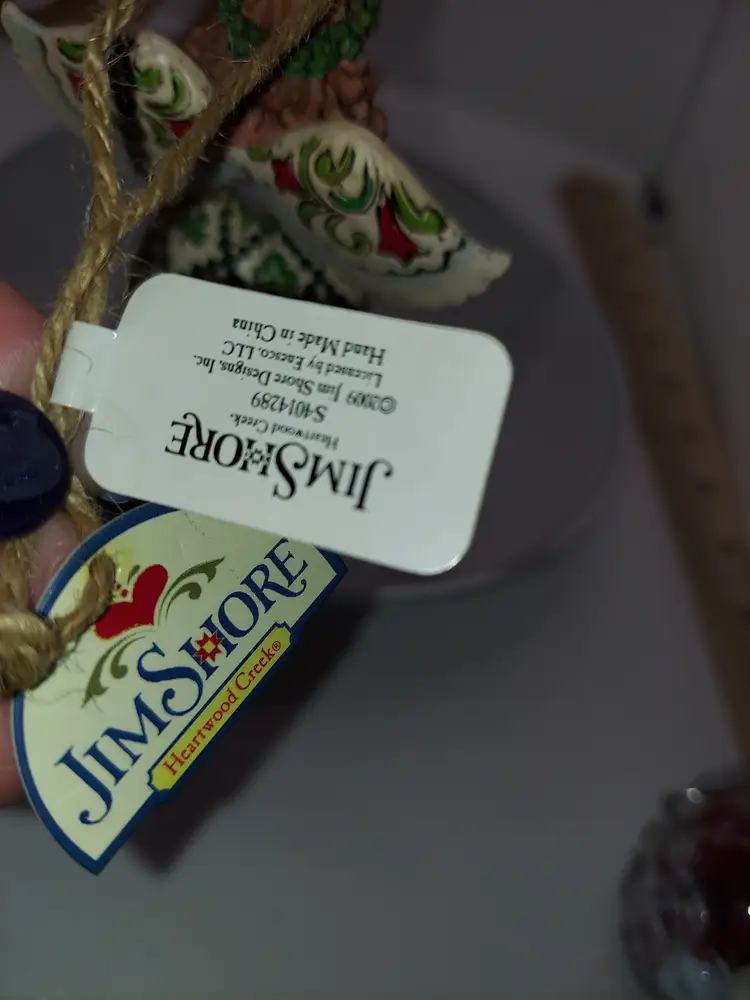 JIM SHORE
Heartwood Creek.
S4014289
©2009 Jim Shore Designs, Inc.
Licensed by Enesco, LLC
Hand Made in China
JIM SHORE
Heartwood Creek®